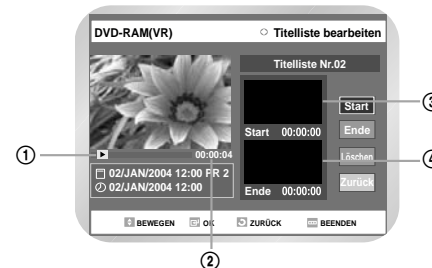 DVD-RAM(VR)
Titelliste bearbeiten
Titelliste Nr.02
Start 00:00:00
Ende 00:00:00
Start
Ende
Löschen
Zurück
00:00:04
02/JAN/2004 12:00 PR 2
02/JAN/2004 12:00
BEWEGEN OK ZURÜCK BEENDEN
①
②
③
④